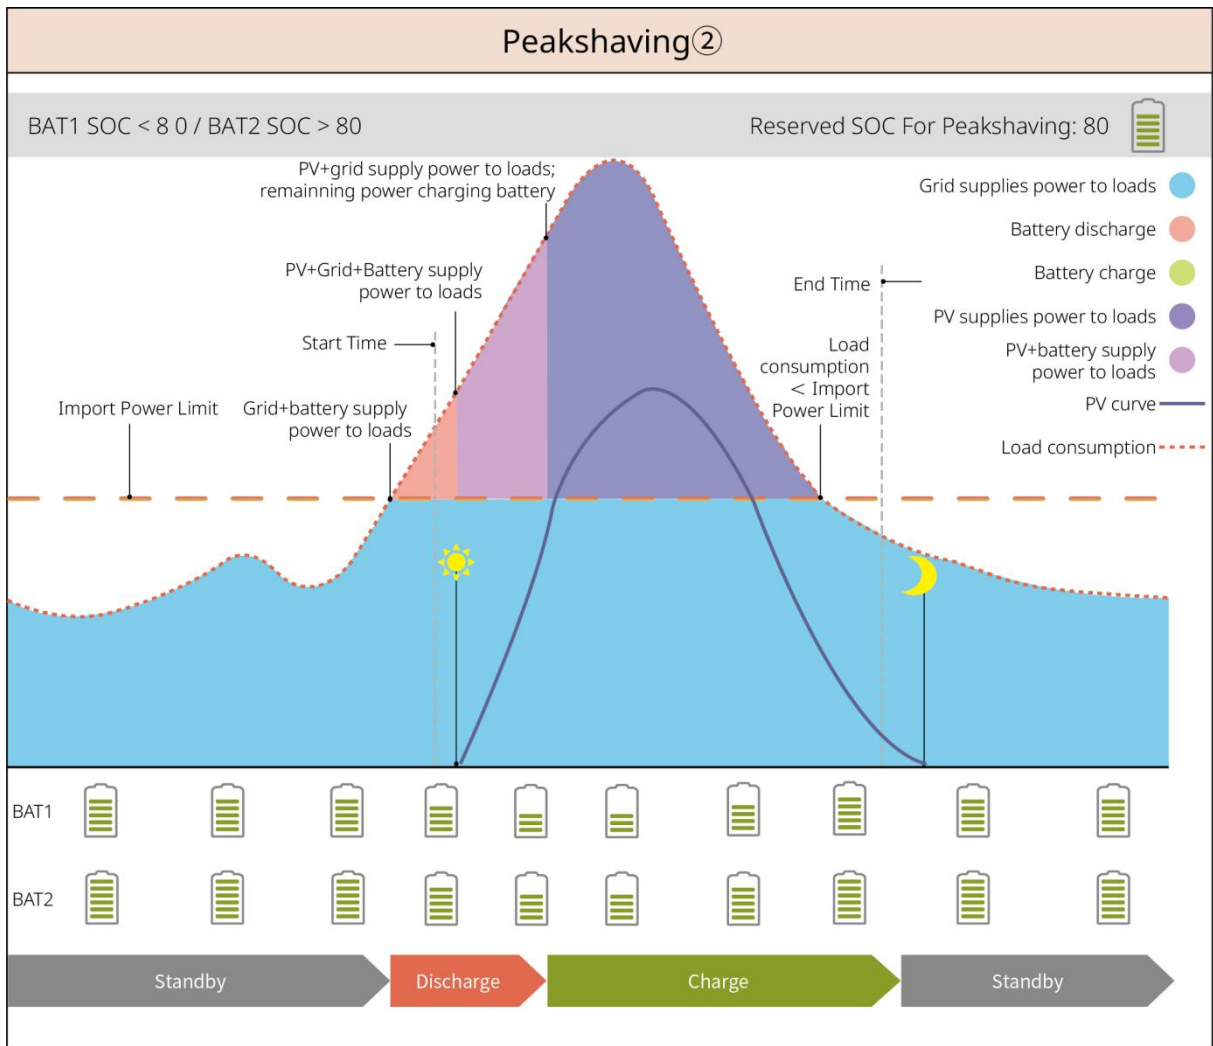 Peakshaving②
BAT1 SOC < 8 0 / BAT2 SOC > 80
Reserved SOC For Peakshaving: 80
PV+grid supply power to loads;
remainning power charging battery
Grid supplies power to loads
Battery discharge
PV+Grid+Battery supply
power to loads
Battery charge
End Time
PV supplies power to loads
Start Time
Load
consumption
< Import
Power Limit
PV+battery supply
power to loads
Import Power Limit
Grid+battery supply
power to loads
PV curve
Load consumption
BAT1
BAT2
Standby
Discharge
Charge
Standby